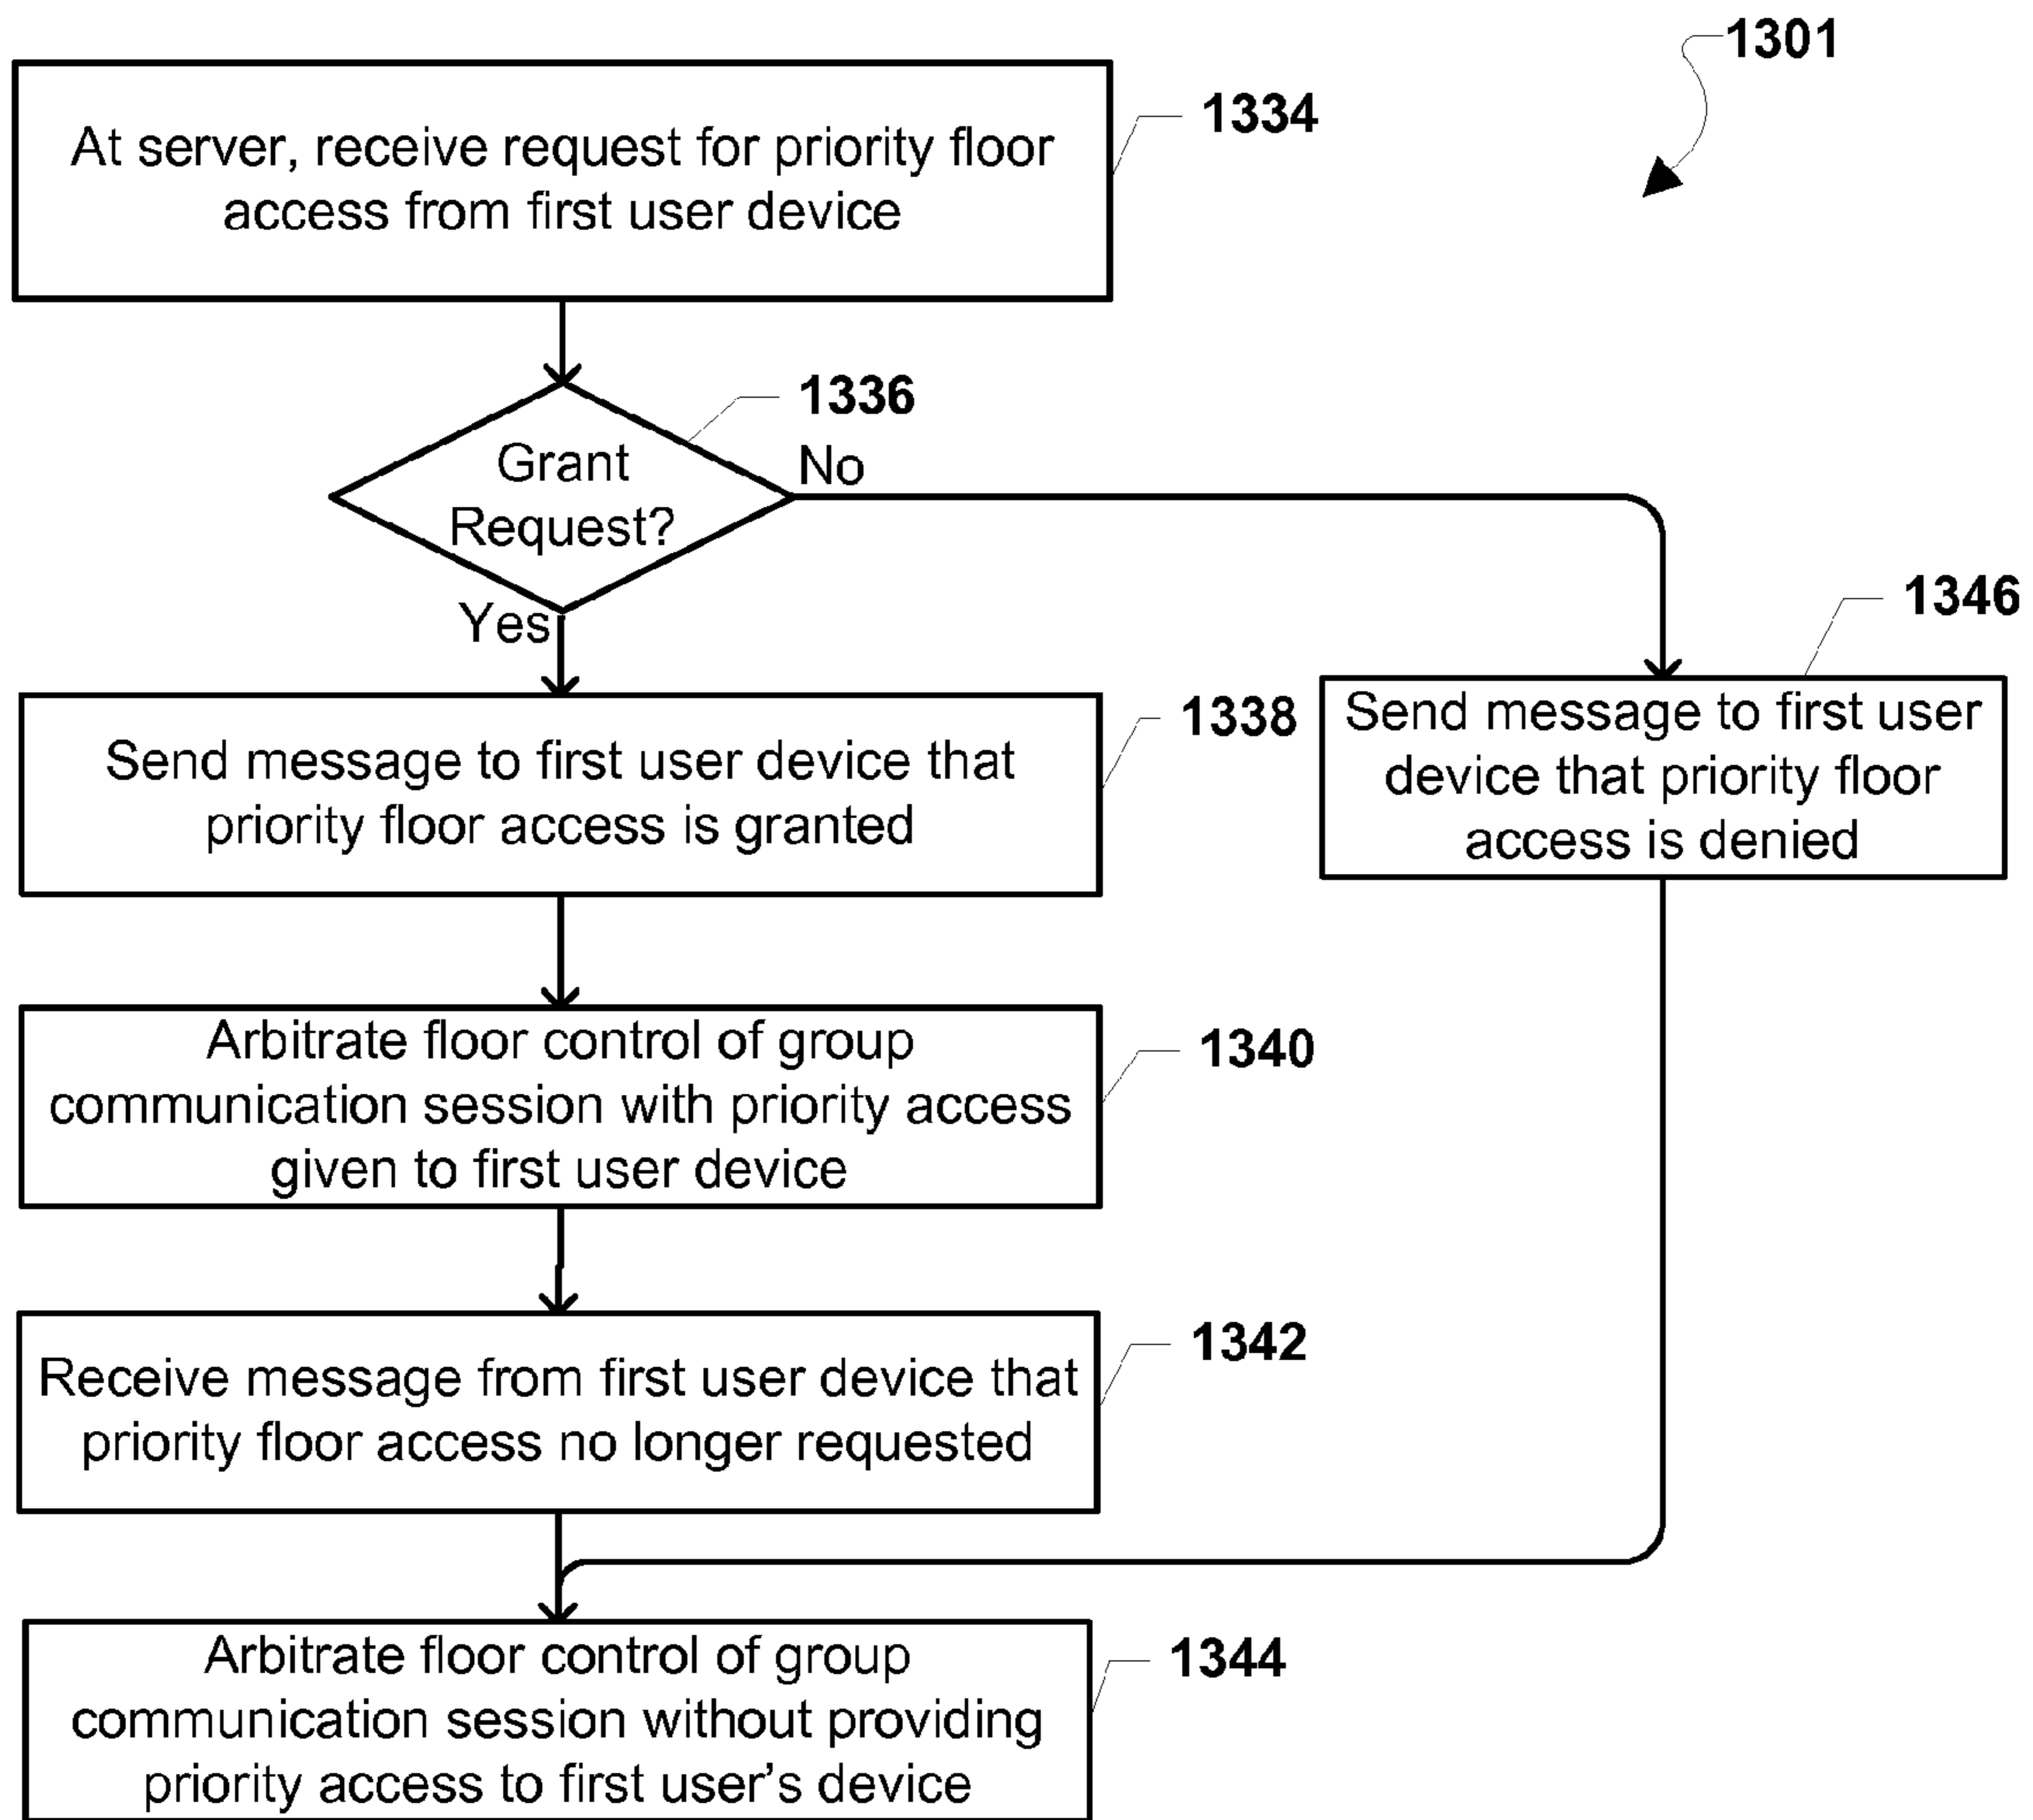 1301
At server, receive request for priority floor
access from first user device
1334
1336
Grant
Request?
No
Yes
1346
Send message to first user device that
priority floor access is granted
1338
Send message to first user
device that priority floor
access is denied
Arbitrate floor control of group
communication session with priority access
given to first user device
1340
Receive message from first user device that
priority floor access no longer requested
1342
Arbitrate floor control of group
communication session without providing
priority access to first user’s device
1344